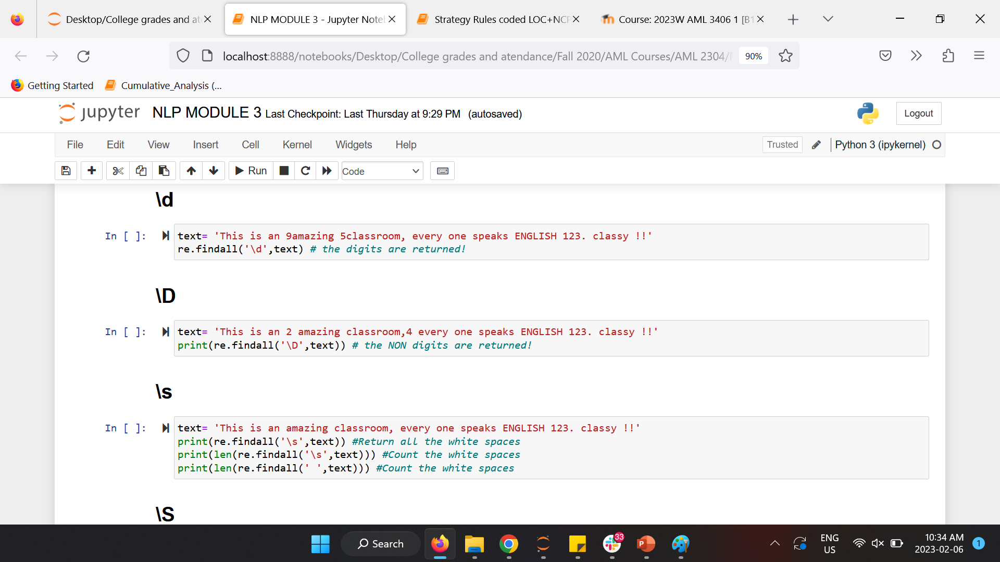 Desktop/College grades and at
NLP MODULE 3 - Jupyter Note
Strategy Rules coded LOC+NCP
Course: 2023W AML 3406 1 [B1
localhost:8888/notebooks/Desktop/College grades and atendance/Fall 2020/AML Courses/AML 2304/
90%
Getting Started
Cumulative_Analysis (...
jupyter NLP MODULE 3 Last Checkpoint: Last Thursday at 9:29 PM (autosaved)
Logout
File Edit View Insert Cell Kernel Widgets Help
Trusted
Python 3 (ipykernel)
Run
Code
\d
In [ ]:
text= 'This is an 9amazing 5classroom, every one speaks ENGLISH 123. classy !!'
re.findall('\d',text) # the digits are returned!
\D
In [ ]:
text= 'This is an 2 amazing classroom,4 every one speaks ENGLISH 123. classy !!'
print(re.findall('\D',text)) # the NON digits are returned!
\s
In [ ]:
text= 'This is an amazing classroom, every one speaks ENGLISH 123. classy !!'
print(re.findall('\s',text)) #Return all the white spaces
print(len(re.findall('\s',text))) #Count the white spaces
print(len(re.findall(' ',text))) #Count the white spaces
\S
Search
33
P
ENG
US
10:34 AM
2023-02-06
1